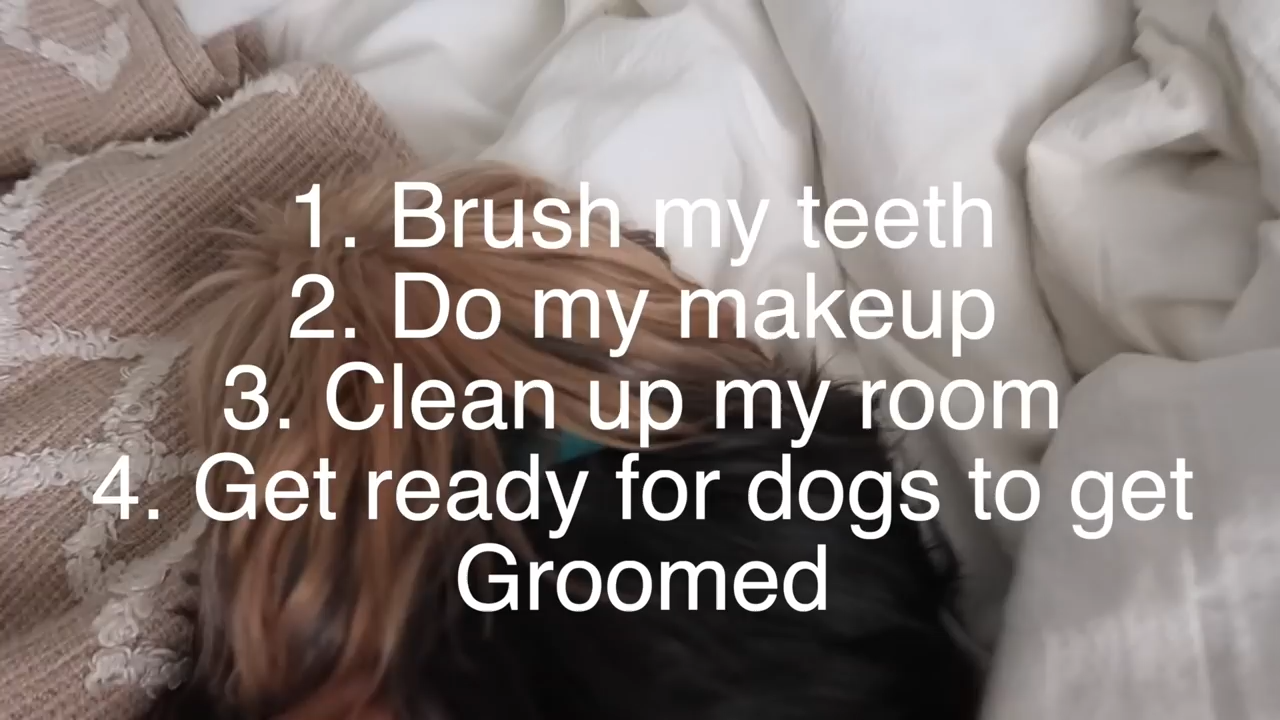 1. Brush my teeth
2. Do my makeup
3. Clean up my room
4. Get ready for dogs to get
Groomed